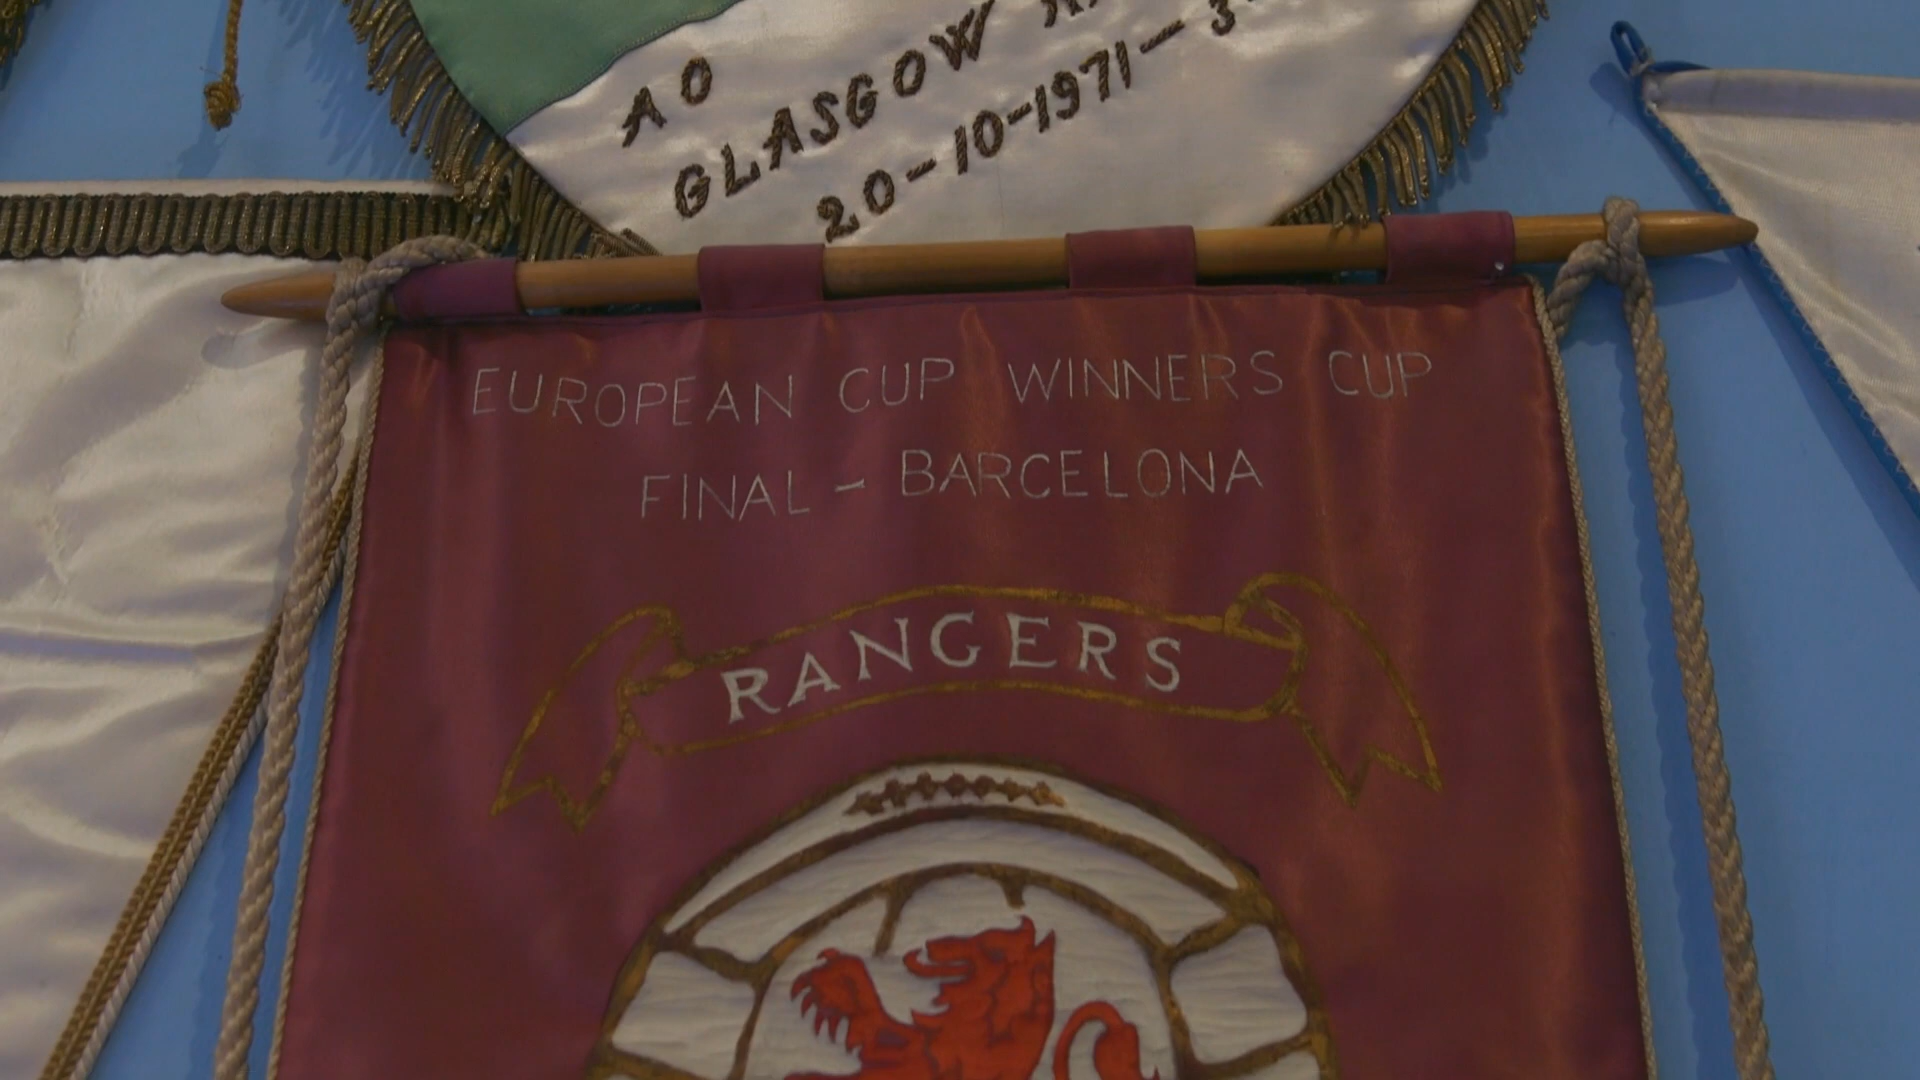 AO
GLASGOW
20-10-1971-
EUROPEAN CUP WINNERS CUP
FINAL - BARCELONA
RANGERS